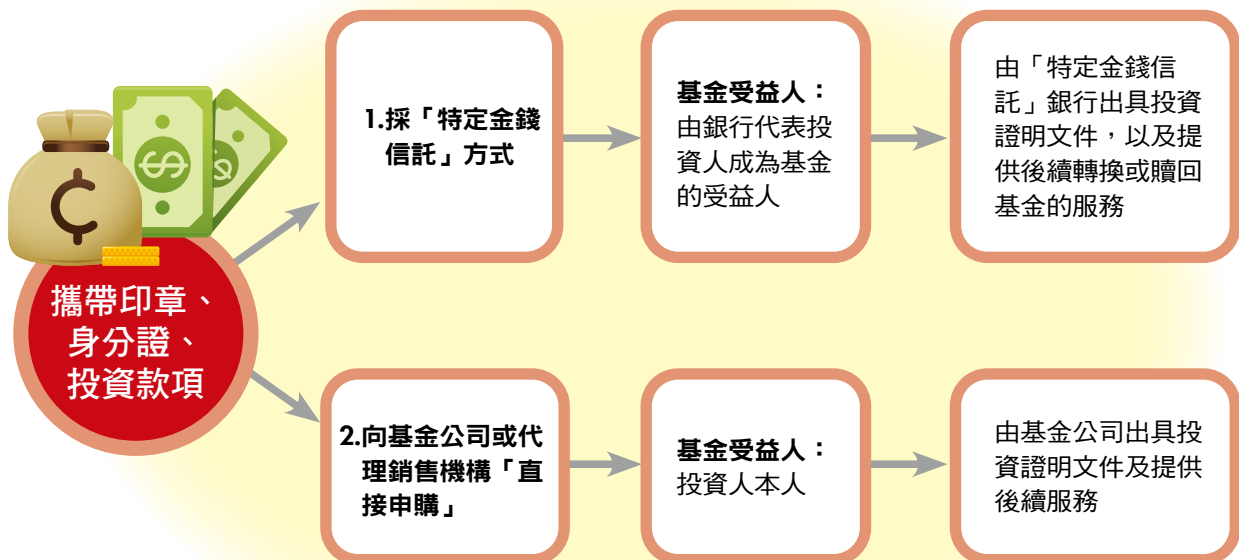 攜帶印章、
身分證、
投資款項
1.採「特定金錢
信託」方式
基金受益人：
由銀行代表投
資人成為基金
的受益人
由「特定金錢信
託」銀行出具投資
證明文件，以及提
供後續轉換或贖回
基金的服務
2.向基金公司或代
理銷售機構「直
接申購」
基金受益人：
投資人本人
由基金公司出具投
資證明文件及提供
後續服務